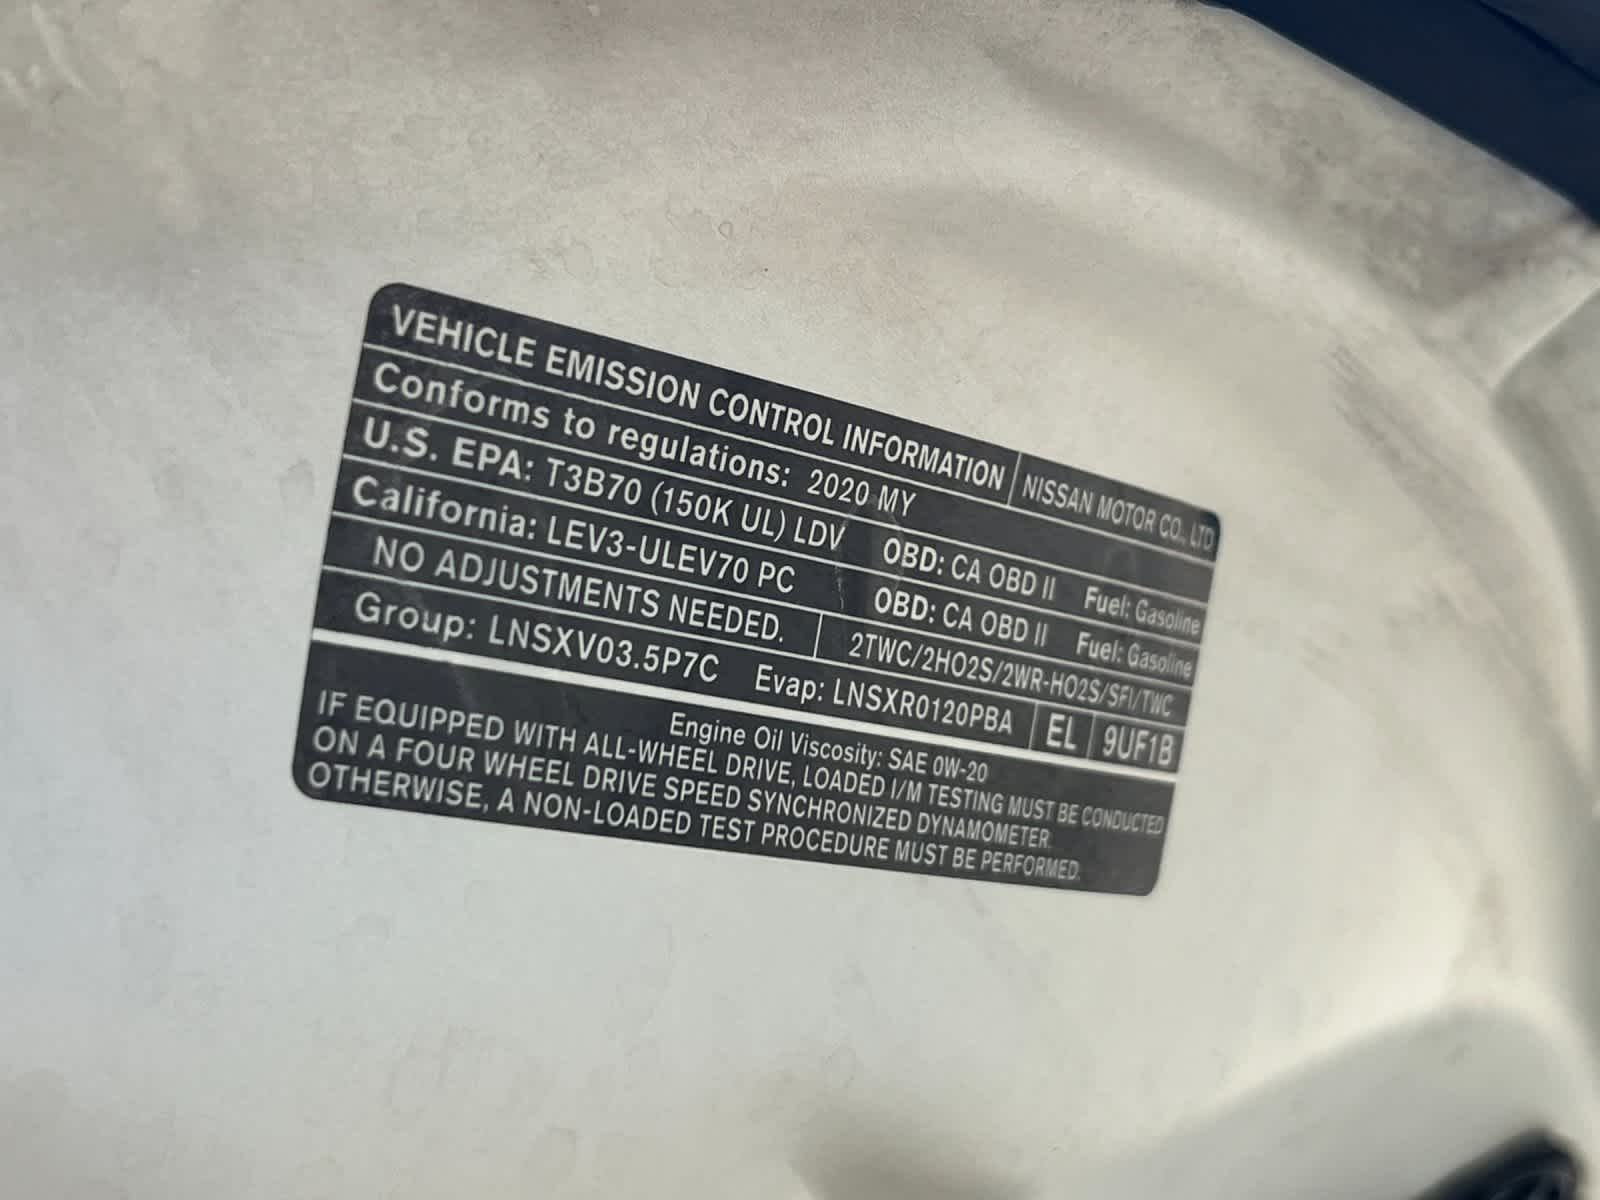 VEHICLE EMISSION CONTROL INFORMATION NISSAN MOTOR CO., LTD
Conforms to regulations: 2020 MY
U.S. EPA: T3B70 (150K UL) LDV OBD: CA OBD II Fuel: Gasoline
California: LEV3-ULEV70 PC OBD: CA OBD II Fuel: Gasoline
NO ADJUSTMENTS NEEDED. 2TWC/2HO2S/2WR-HO2S/SFI/TWC
Group: LNSXV03.5P7C Evap: LNSXR0120PBA EL 9UF1B
Engine Oil Viscosity: SAE 0W-20
IF EQUIPPED WITH ALL-WHEEL DRIVE, LOADED I/M TESTING MUST BE CONDUCTED
ON A FOUR WHEEL DRIVE SPEED SYNCHRONIZED DYNAMOMETER.
OTHERWISE, A NON-LOADED TEST PROCEDURE MUST BE PERFORMED.